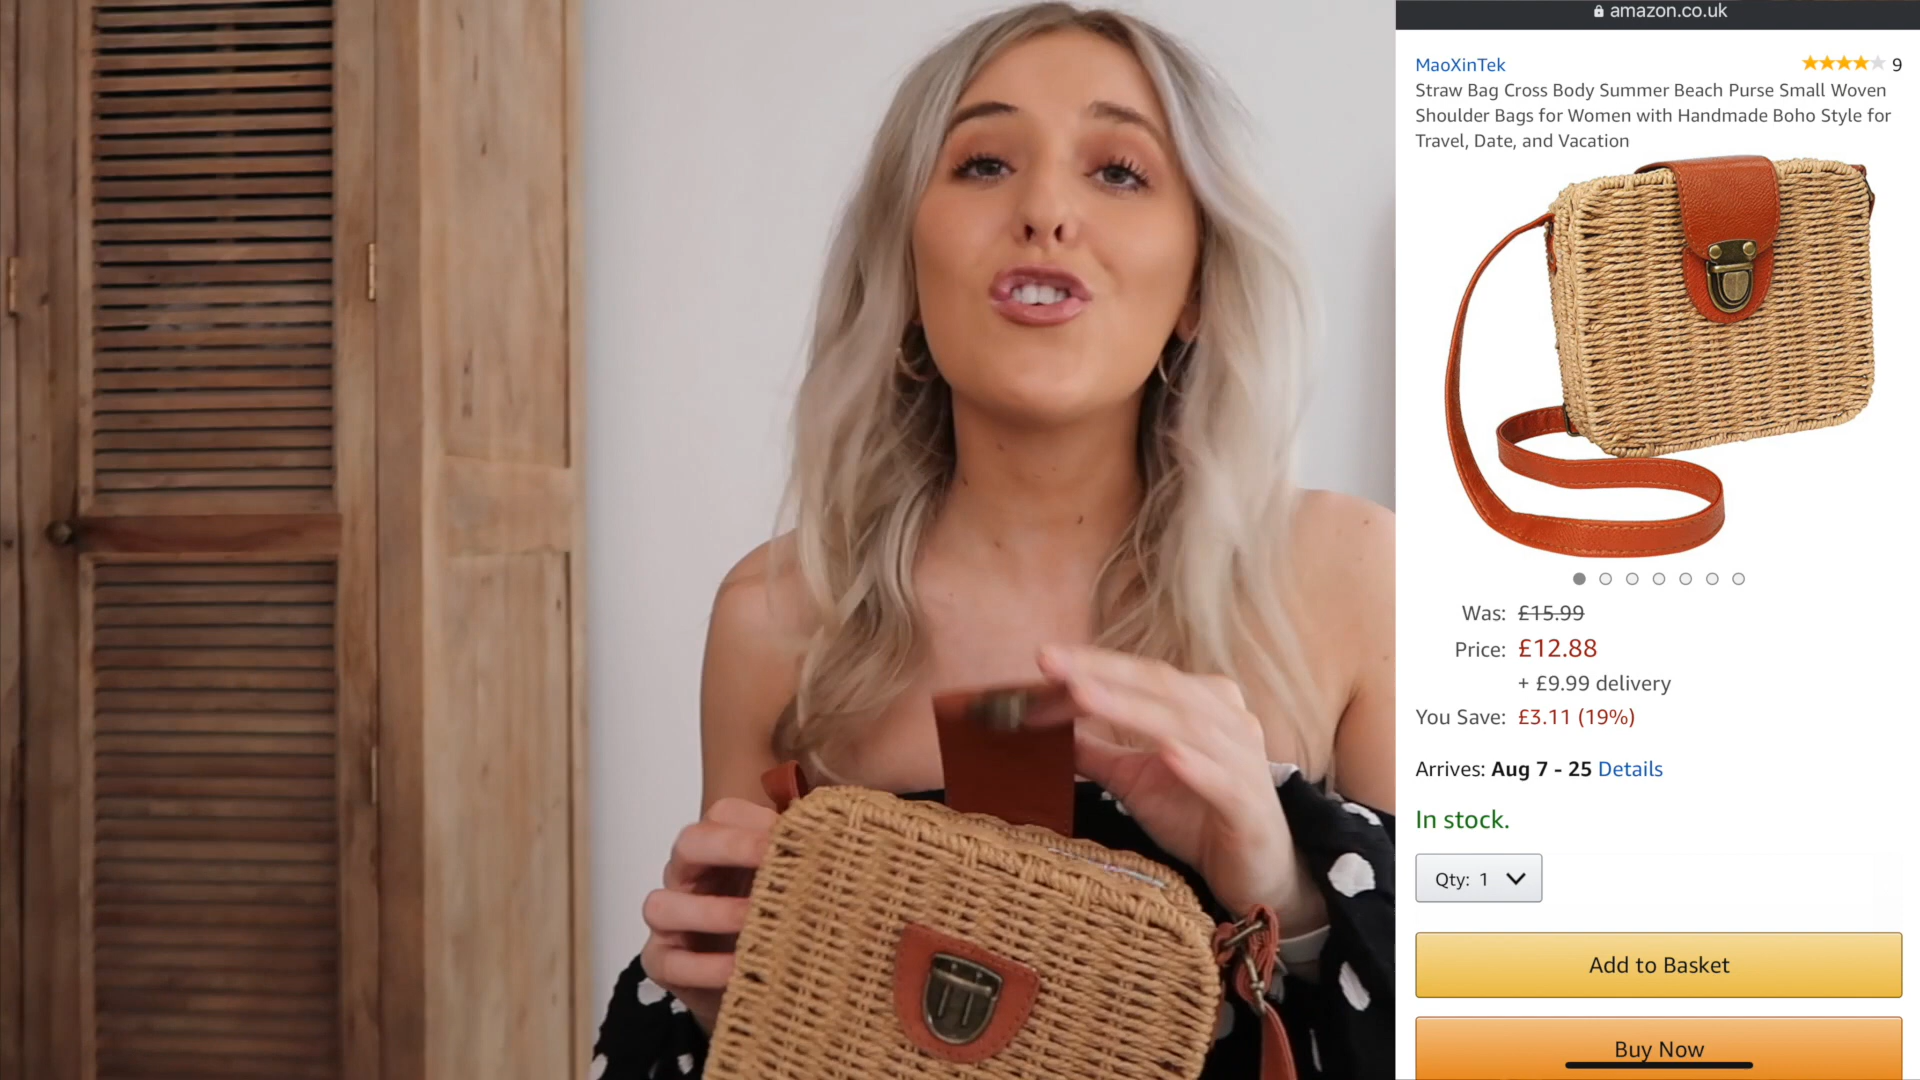 amazon.co.uk
MaoXinTek
9
Straw Bag Cross Body Summer Beach Purse Small Woven
Shoulder Bags for Women with Handmade Boho Style for
Travel, Date, and Vacation
Was: £15.99
Price: £12.88
+ £9.99 delivery
You Save: £3.11 (19%)
Arrives: Aug 7 - 25 Details
In stock.
Qty: 1
Add to Basket
Buy Now